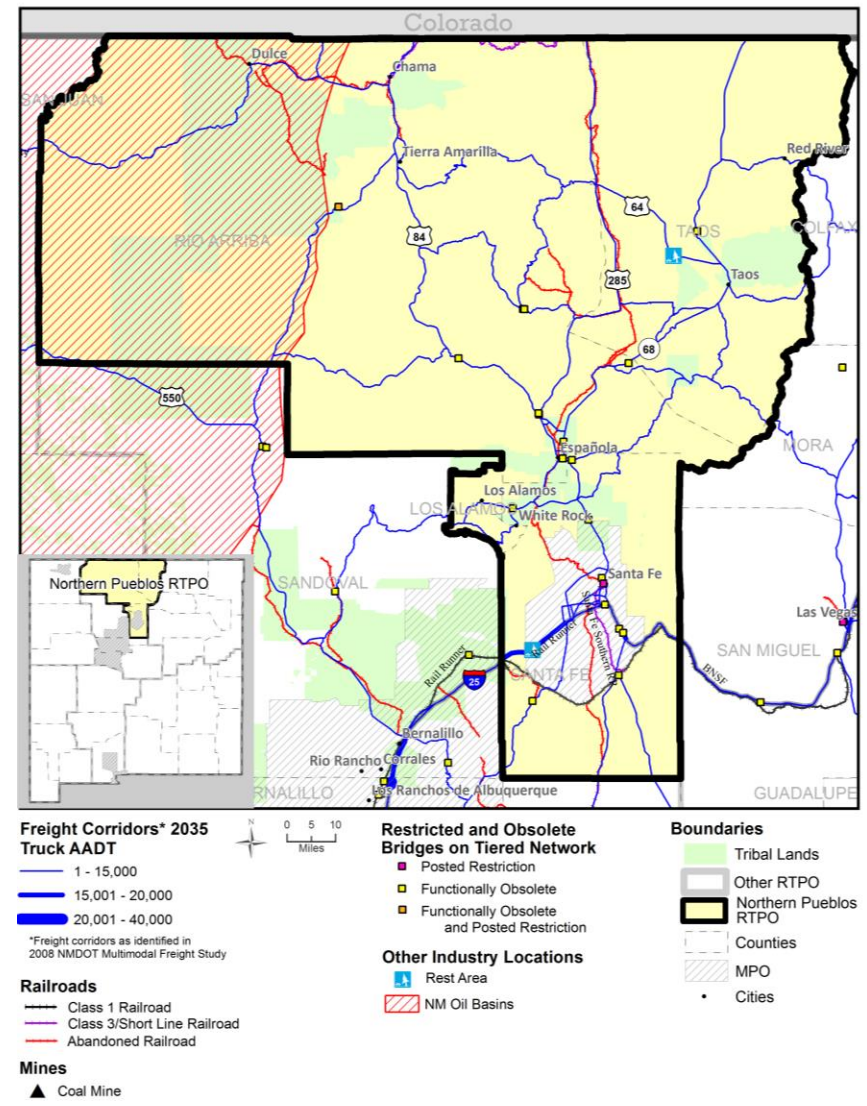 Colorado
Dulce
Chama
SAN JUAN
Tierra Amarilla
Red River
64
RIO ARRIBA
84
TAOS
COLFAX
Taos
285
68
550
MORA
Española
Los Alamos
LOS ALAMOS
White Rock
Northern Pueblos RTPO
SANDOVAL
Santa Fe
Las Vegas
Rail Runner
Santa Fe Southern RR
Rail Runner
SANTA FE
SAN MIGUEL
BNSF
25
Bernalillo
Rio Rancho
Corrales
Los Ranchos de Albuquerque
RNALILLO
GUADALUPE
Freight Corridors* 2035
Truck AADT
1 - 15,000
15,001 - 20,000
20,001 - 40,000
*Freight corridors as identified in
2008 NMDOT Multimodal Freight Study
Railroads
Class 1 Railroad
Class 3/Short Line Railroad
Abandoned Railroad
Mines
Coal Mine
N
0 5 10
Miles
Restricted and Obsolete
Bridges on Tiered Network
Posted Restriction
Functionally Obsolete
Functionally Obsolete
and Posted Restriction
Other Industry Locations
Rest Area
NM Oil Basins
Boundaries
Tribal Lands
Other RTPO
Northern Pueblos
RTPO
Counties
MPO
Cities